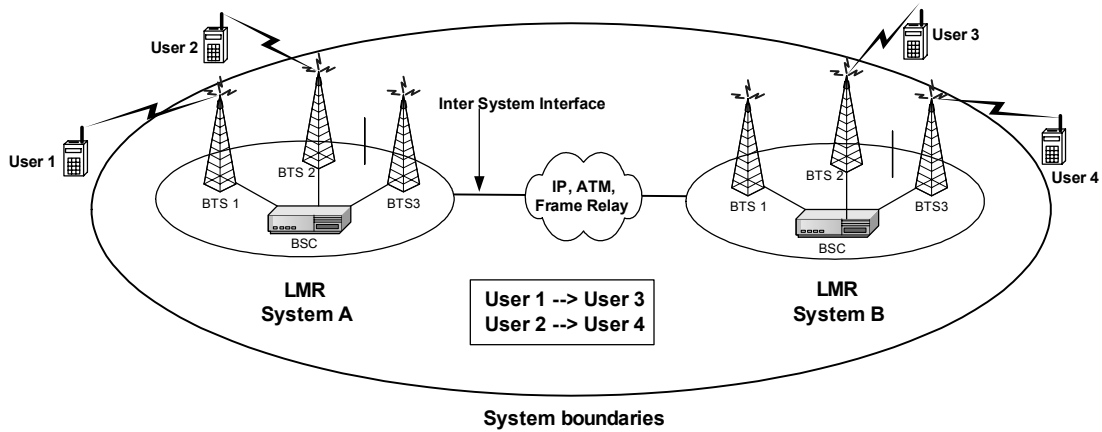 User 2
User 3
User 1
User 4
Inter System Interface
BTS 1
BTS 2
BTS3
BSC
IP, ATM,
Frame Relay
BTS 1
BTS 2
BTS3
BSC
LMR
System A
User 1 --> User 3
User 2 --> User 4
LMR
System B
System boundaries